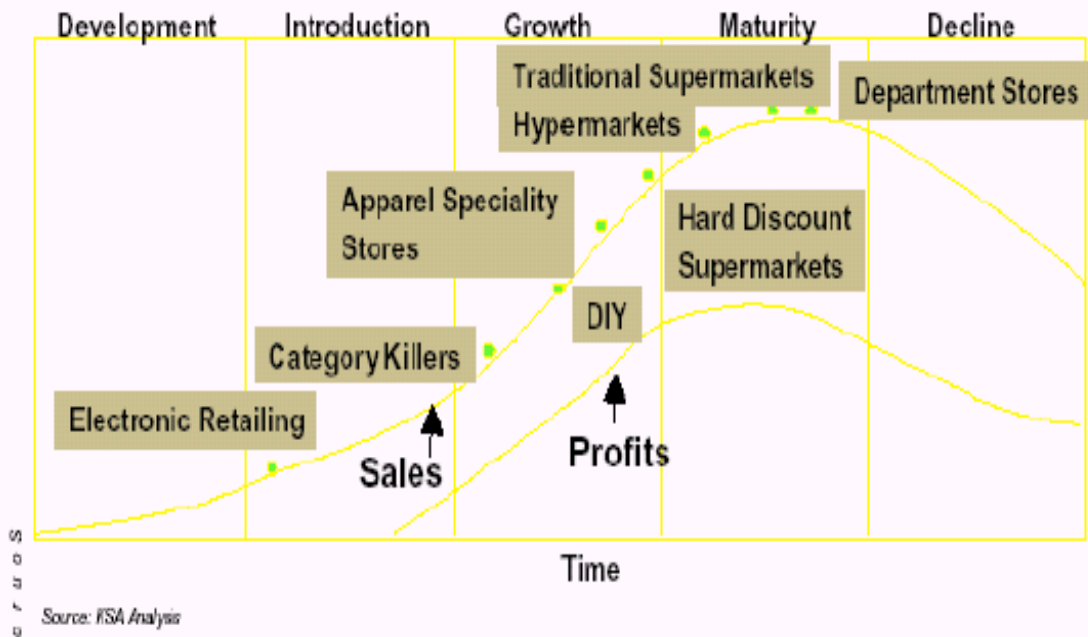 Development Introduction Growth Maturity Decline
Traditional Supermarkets
Hypermarkets
Department Stores
Apparel Speciality
Stores
Hard Discount
Supermarkets
DIY
Category Killers
Electronic Retailing
Sales
Profits
Time
Source: KSA Analysis